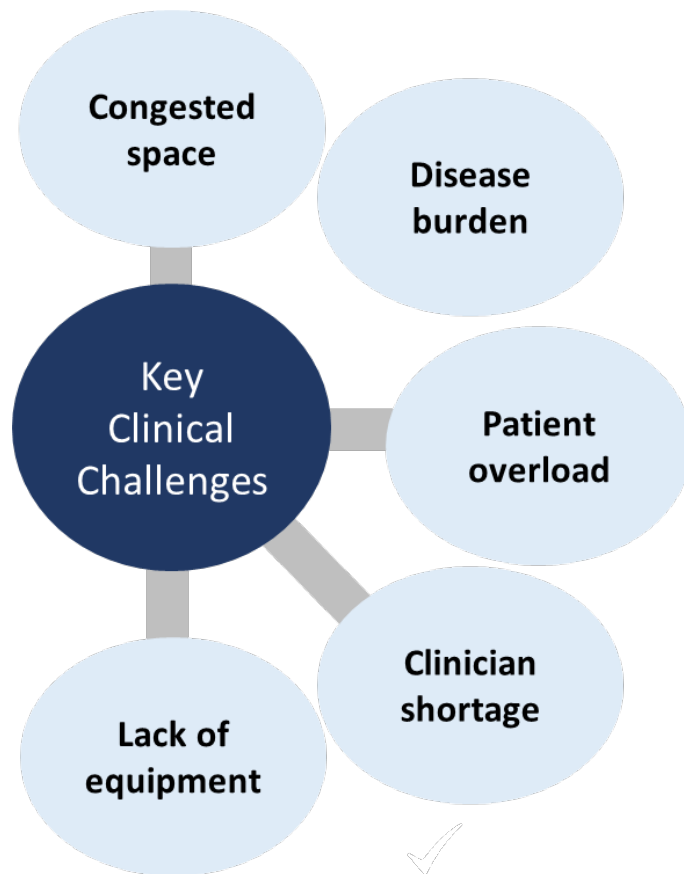 Congested
space
Disease
burden
Key
Clinical
Challenges
Patient
overload
Clinician
shortage
Lack of
equipment